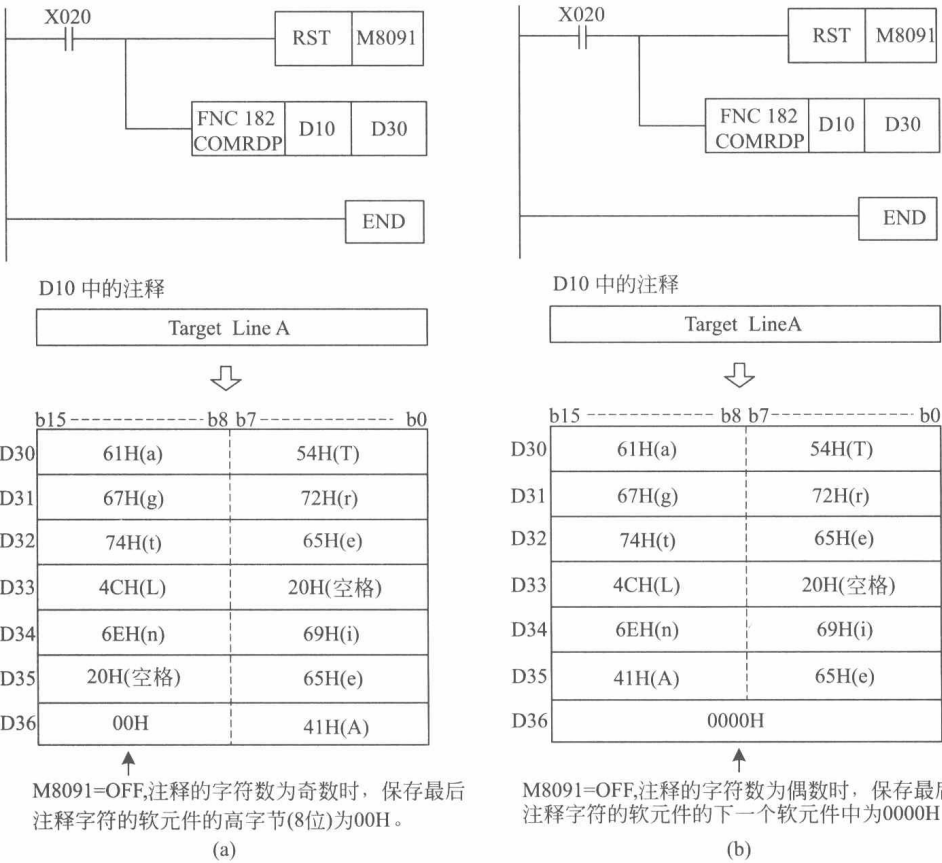 X020
RST M8091
FNC 182
COMRDP D10 D30
END
D10 中的注释
Target Line A
b15 b8 b7 b0
D30 61H(a) 54H(T)
D31 67H(g) 72H(r)
D32 74H(t) 65H(e)
D33 4CH(L) 20H(空格)
D34 6EH(n) 69H(i)
D35 20H(空格) 65H(e)
D36 00H 41H(A)
M8091=OFF,注释的字符数为奇数时，保存最后
注释字符的软元件的高字节(8位)为00H。
(a)
X020
RST M8091
FNC 182
COMRDP D10 D30
END
D10 中的注释
Target LineA
b15 b8 b7 b0
D30 61H(a) 54H(T)
D31 67H(g) 72H(r)
D32 74H(t) 65H(e)
D33 4CH(L) 20H(空格)
D34 6EH(n) 69H(i)
D35 41H(A) 65H(e)
D36 0000H
M8091=OFF,注释的字符数为偶数时，保存最后
注释字符的软元件的下一个软元件中为0000H
(b)